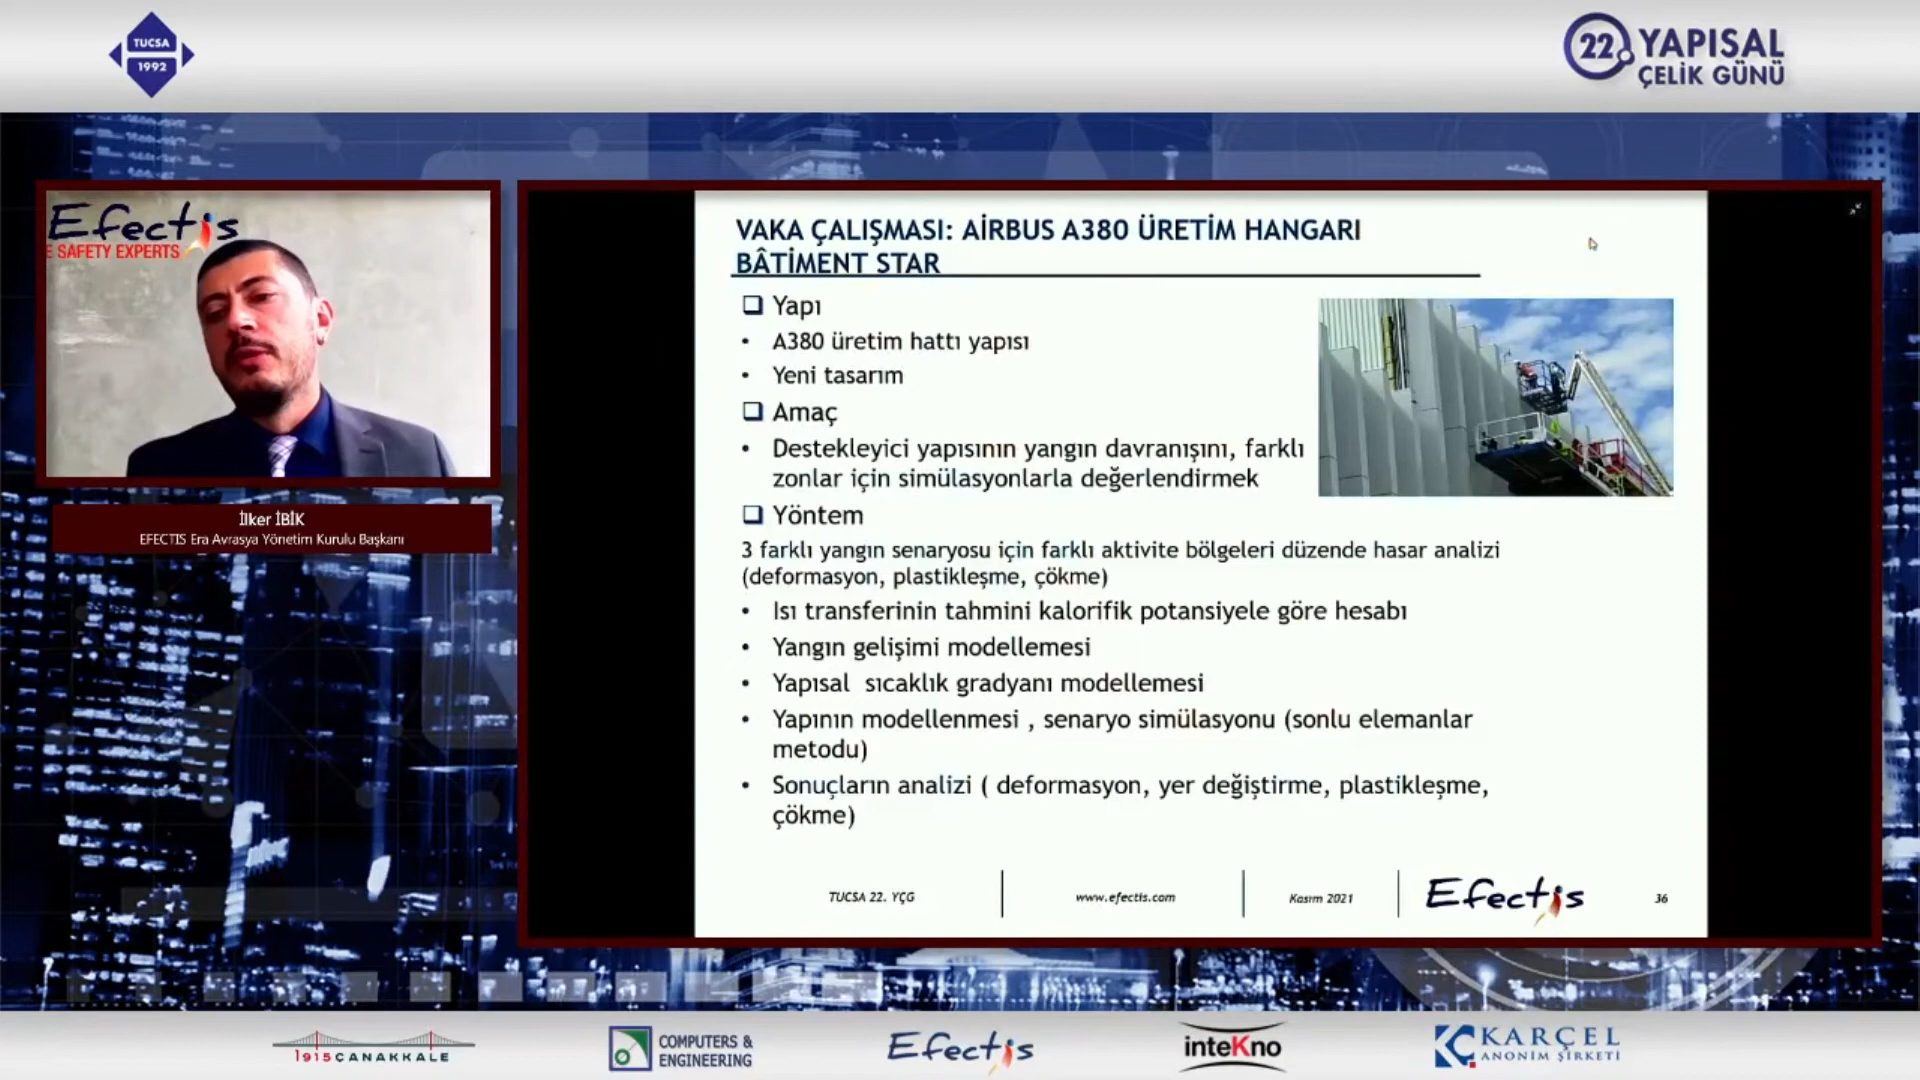 TUCSA
1992
22. YAPISAL
ÇELİK GÜNÜ
Efectis
E SAFETY EXPERTS
İlker İBİK
EFECTIS Era Avrasya Yönetim Kurulu Başkanı
VAKA ÇALIŞMASI: AİRBUS A380 ÜRETİM HANGARI
BÂTİMENT STAR
Yapı
• A380 üretim hattı yapısı
• Yeni tasarım
Amaç
• Destekleyici yapısının yangın davranışını, farklı
zonlar için simülasyonlarla değerlendirmek
Yöntem
3 farklı yangın senaryosu için farklı aktivite bölgeleri düzende hasar analizi
(deformasyon, plastikleşme, çökme)
• Isı transferinin tahmini kalorifik potansiyele göre hesabı
• Yangın gelişimi modellemesi
• Yapısal sıcaklık gradyanı modellemesi
• Yapının modellenmesi , senaryo simülasyonu (sonlu elemanlar
metodu)
• Sonuçların analizi ( deformasyon, yer değiştirme, plastikleşme,
çökme)
TUCSA 22. YÇG
www.efectis.com
Kasım 2021
Efectis
36
1915ÇANAKKALE
COMPUTERS &
ENGINEERING
Efectis
inteKno
KARÇEL
ANONİM ŞİRKETİ